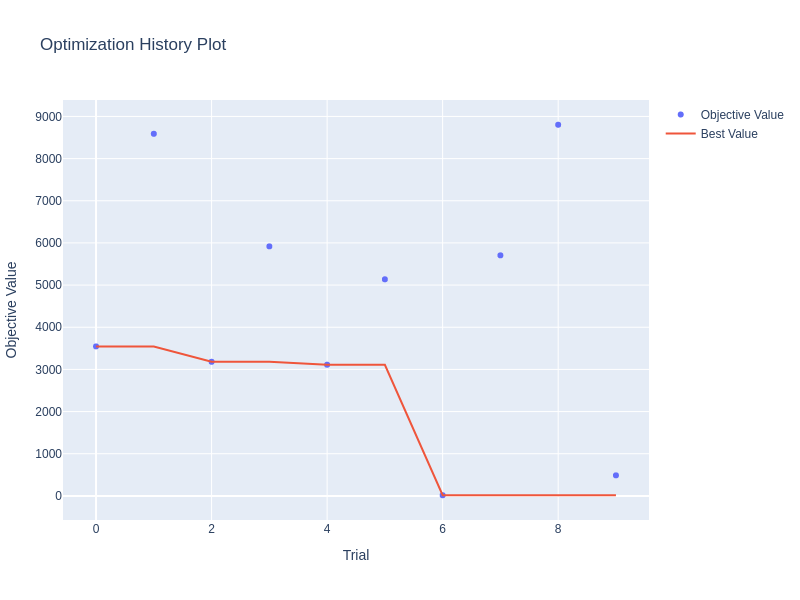 Optimization History Plot
Objective Value
Best Value
9000
8000
7000
6000
5000
4000
3000
2000
1000
0
Objective Value
0 2 4 6 8
Trial